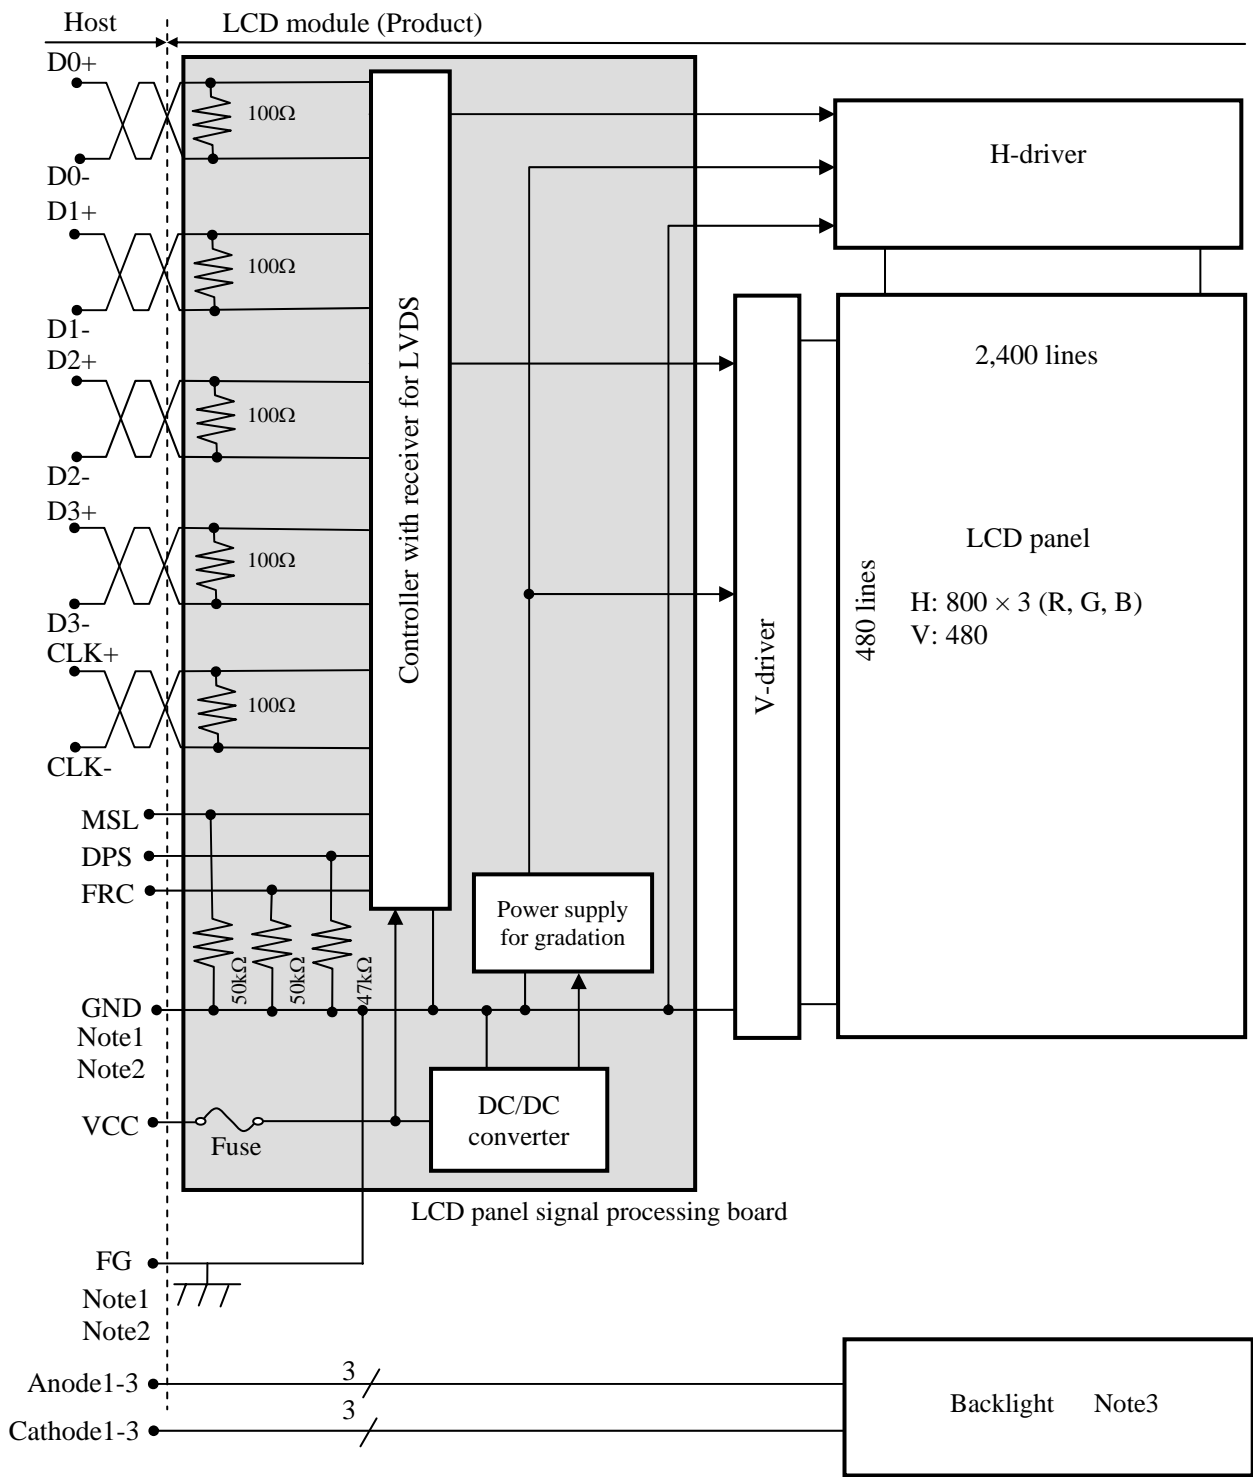 Host
LCD module (Product)
D0+
100Ω
D0-
D1+
100Ω
D1-
D2+
100Ω
D2-
D3+
100Ω
D3-
CLK+
100Ω
CLK-
MSL
DPS
FRC
50kΩ
50kΩ
47kΩ
GND
Note1
Note2
VCC
Fuse
Controller with receiver for LVDS
Power supply
for gradation
DC/DC
converter
LCD panel signal processing board
H-driver
V-driver
2,400 lines
480 lines
LCD panel
H: 800 × 3 (R, G, B)
V: 480
FG
Note1
Note2
Anode1-3
3
Cathode1-3
3
Backlight Note3